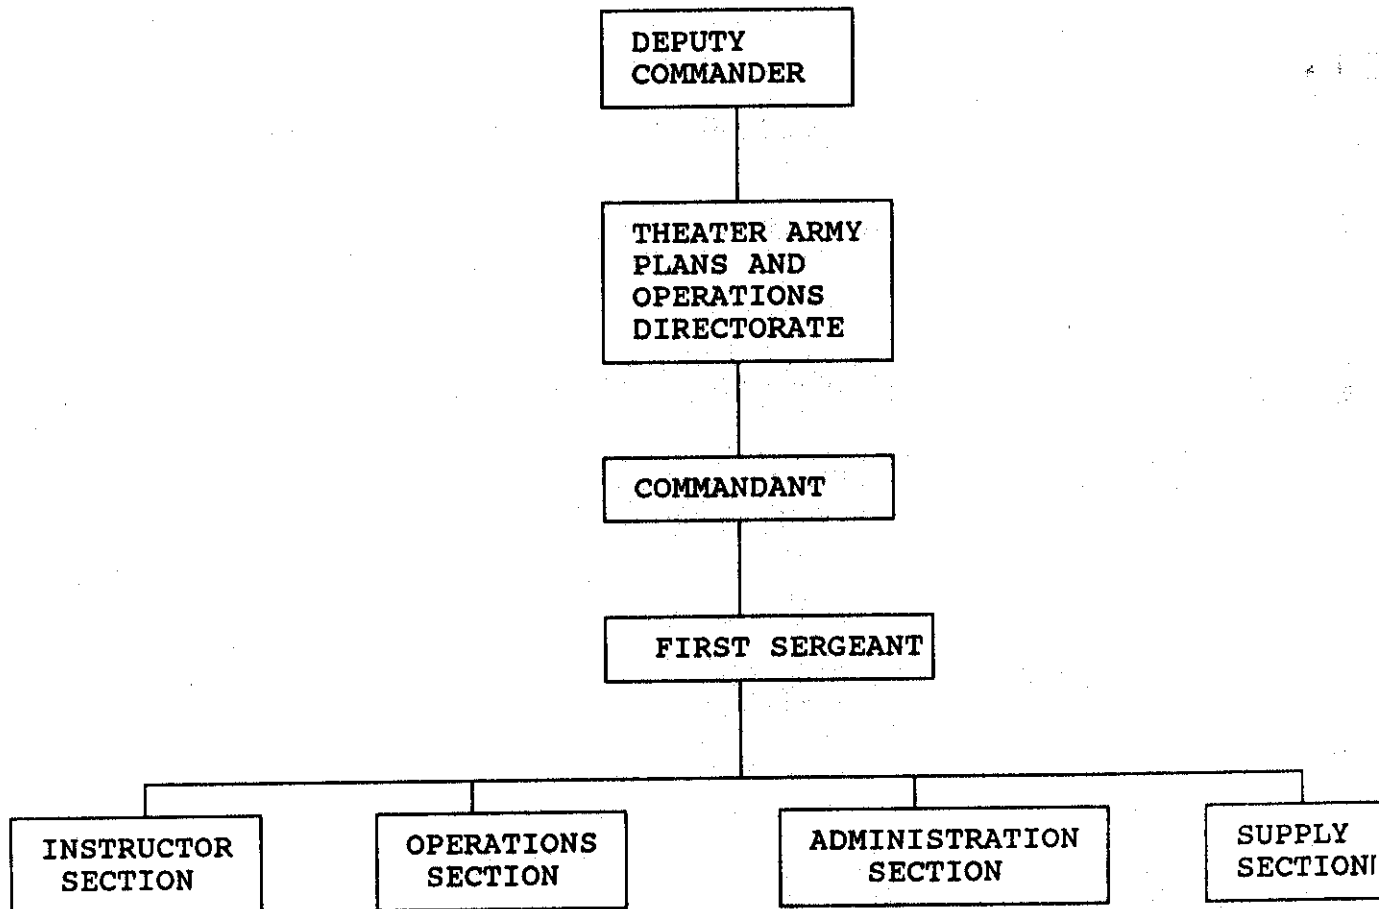 DEPUTY
COMMANDER
THEATER ARMY
PLANS AND
OPERATIONS
DIRECTORATE
COMMANDANT
FIRST SERGEANT
INSTRUCTOR
SECTION
OPERATIONS
SECTION
ADMINISTRATION
SECTION
SUPPLY
SECTION